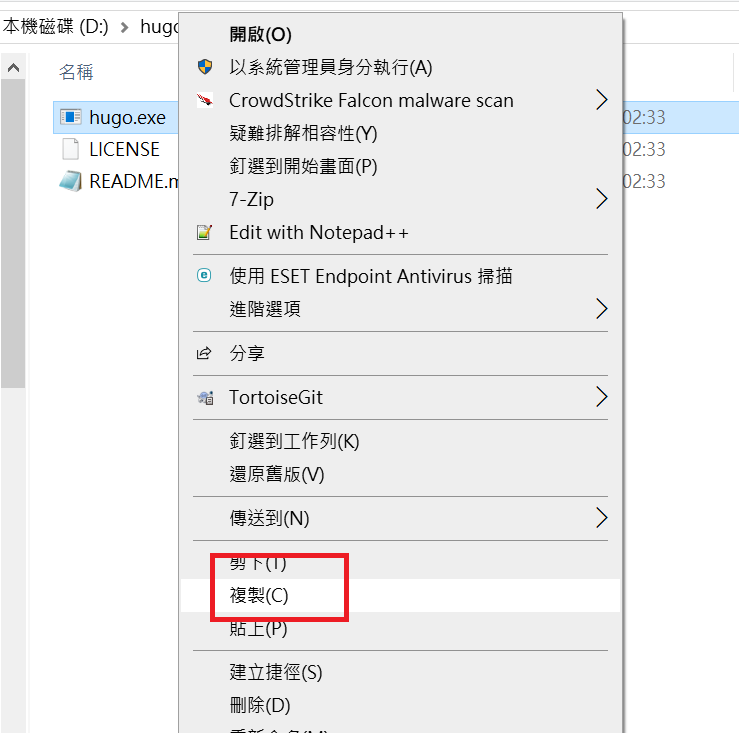 本機磁碟 (D:) > hugo
名稱
hugo.exe
02:33
LICENSE
02:33
README.m
02:33
開啟(O)
以系統管理員身分執行(A)
CrowdStrike Falcon malware scan
疑難排解相容性(Y)
釘選到開始畫面(P)
7-Zip
Edit with Notepad++
使用 ESET Endpoint Antivirus 掃描
進階選項
分享
TortoiseGit
釘選到工作列(K)
還原舊版(V)
傳送到(N)
剪下(T)
複製(C)
貼上(P)
建立捷徑(S)
刪除(D)
重新命名(M)